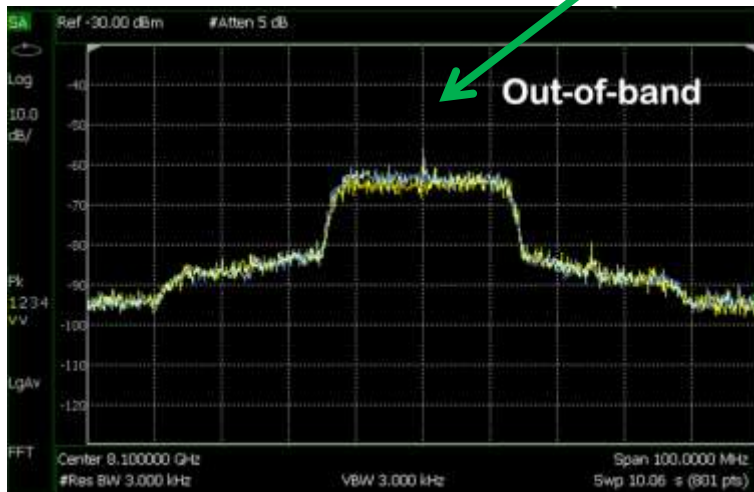 SA
Ref -30.00 dBm #Atten 5 dB
Log
10.0
dB/
Out-of-band
-40
-50
-60
-70
-80
-90
-100
-110
-120
Pk
1234
LgAv
FFT
Center 8.100000 GHz Span 100.0000 MHz
#Res BW 3.000 kHz VBW 3.000 kHz Swp 10.06 s (801 pts)